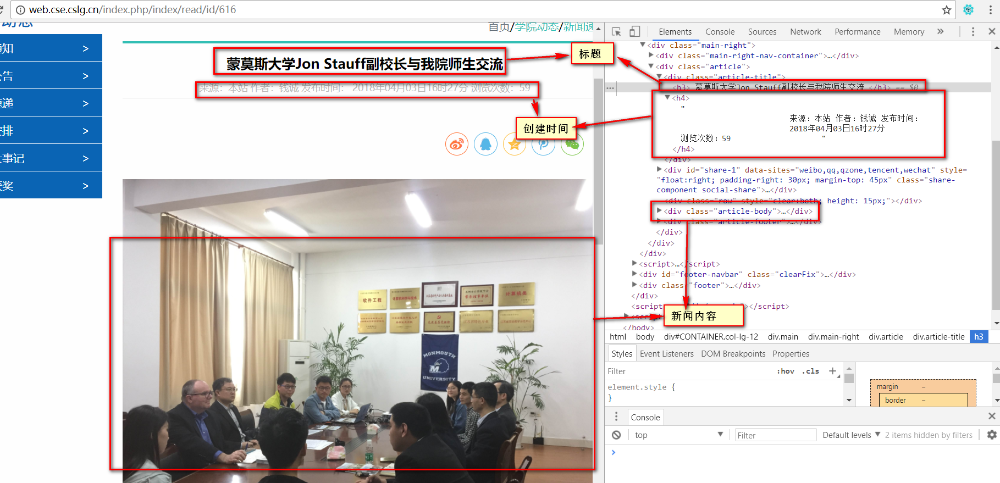 web.cse.cslg.cn/index.php/index/read/id/616
首页/学院动态/新闻速
知 >
公告 >
速递 >
安排 >
大事记 >
获奖 >
蒙莫斯大学Jon Stauff副校长与我院师生交流
来源：本站 作者：钱诚 发布时间： 2018年04月03日16时27分 浏览次数：59
标题
创建时间
新闻内容
软件工程
计算机科学与技术
计算机类
MONMOUTH
M
UNIVERSITY
Elements Console Sources Network Performance Memory »
<div class="main-right">
<div class="main-right-nav-container">…</div>
<div class="article">
<div class="article-title">
<h3> 蒙莫斯大学Jon Stauff副校长与我院师生交流 </h3> == $0
<h4>
"
来源：本站 作者：钱诚 发布时间：
2018年04月03日16时27分
浏览次数：59 "
</h4>
</div>
<div id="share-1" data-sites="weibo,qq,qzone,tencent,wechat" style=
"float:right; padding-right: 30px; margin-top: 45px" class="share-
component social-share">…</div>
<div class="row" style="clear:both; height: 15px;"></div>
<div class="article-body">…</div>
<div class="article-footer">…</div>
</div>
</div>
</div>
<script>…</script>
<div id="footer-navbar" class="clearFix">…</div>
<div class="footer">…</div>
</div>
<script
"></script>
<scr
</body>
html body div#CONTAINER.col-lg-12 div.main div.main-right div.article div.article-title h3
Styles Event Listeners DOM Breakpoints Properties
Filter :hov .cls +
element.style {
}
margin –
border –
Console
top Filter Default levels 2 items hidden by filters
>